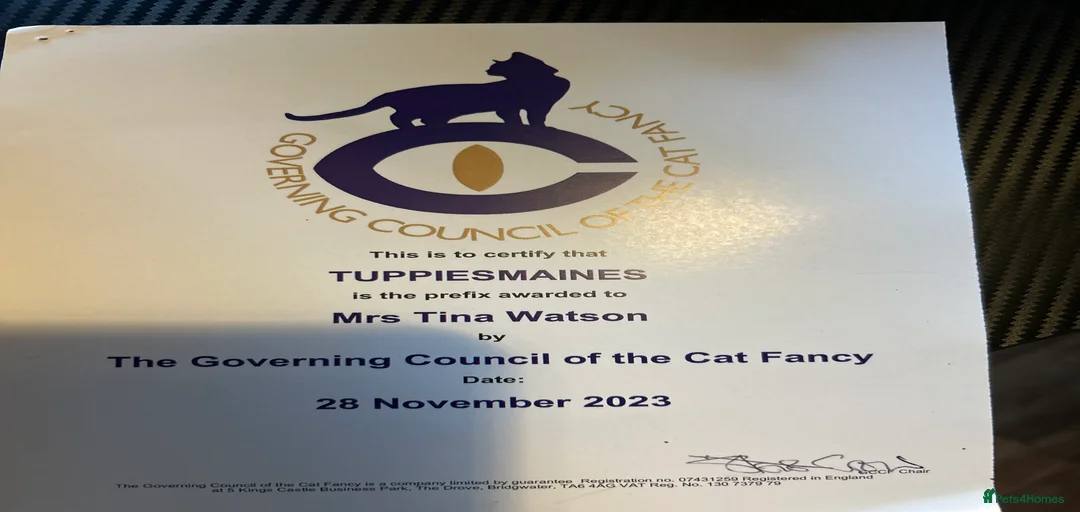 GOVERNING COUNCIL OF THE CAT FANCY
This is to certify that
TUPPIESMAINES
is the prefix awarded to
Mrs Tina Watson
by
The Governing Council of the Cat Fancy
Date:
28 November 2023
GCCF Chair
The Governing Council of the Cat Fancy is a company limited by guarantee Registration no. 07431259 Registered in England
at 5 Kings Castle Business Park, The Drove, Bridgwater, TA6 4AG VAT Reg. No. 130 7379 79
Pets4Homes